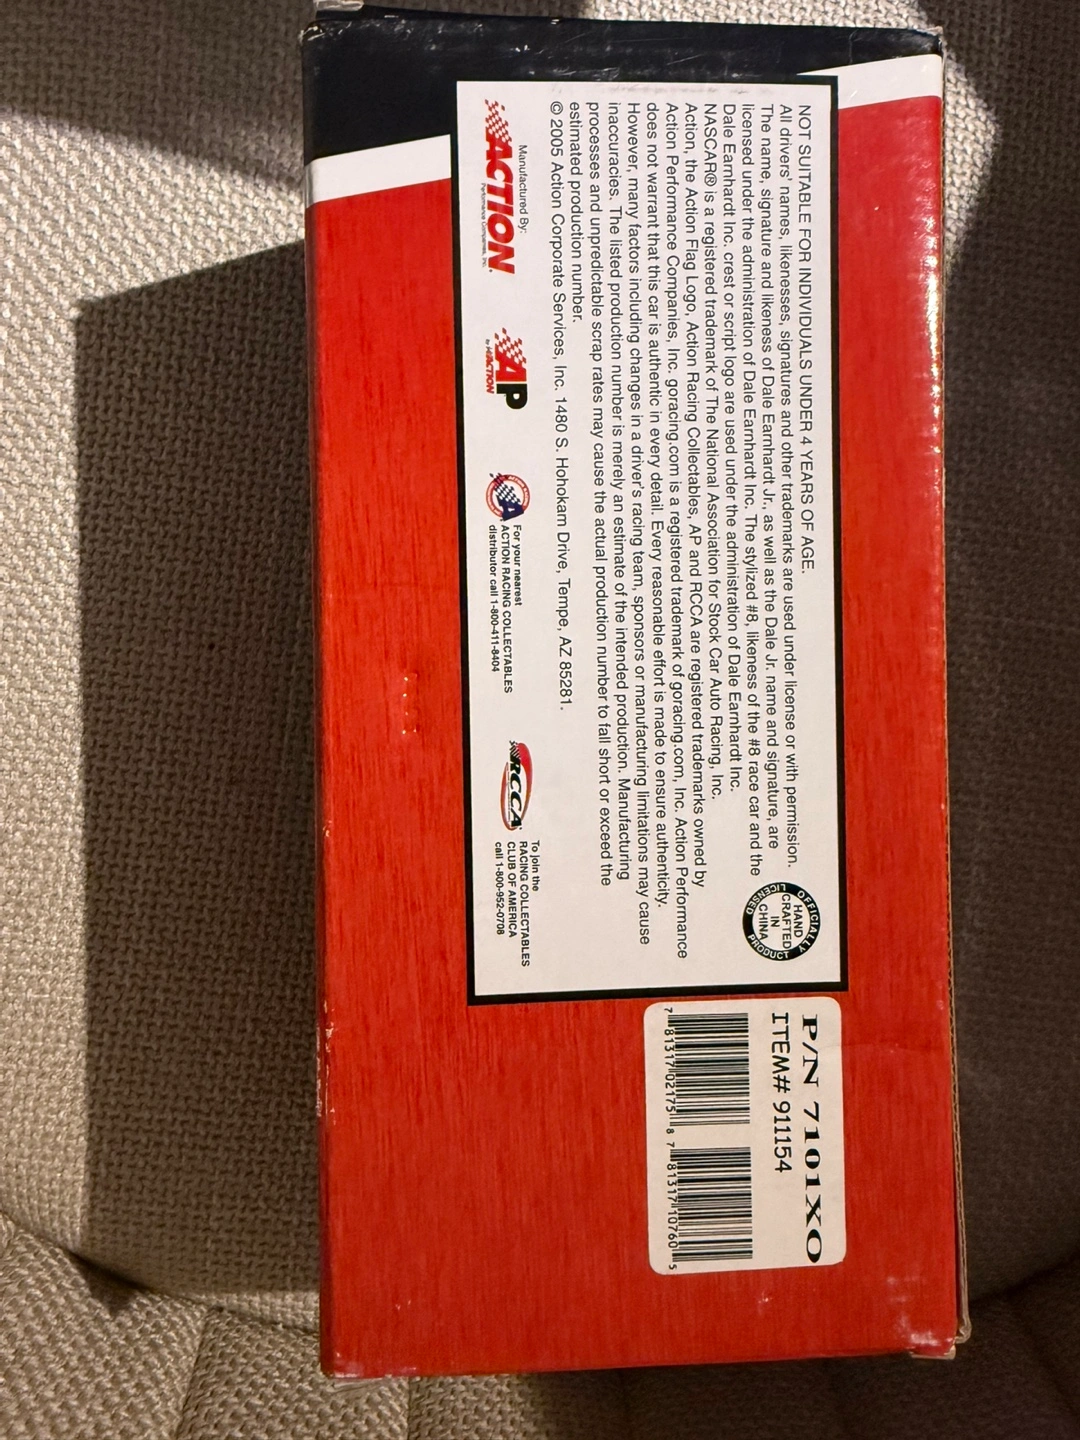 NOT SUITABLE FOR INDIVIDUALS UNDER 4 YEARS OF AGE.
All drivers' names, likenesses, signatures and other trademarks are used under license or with permission.
The name, signature and likeness of Dale Earnhardt Jr., as well as the Dale Jr. name and signature, are
licensed under the administration of Dale Earnhardt Inc. The stylized #8, likeness of the #8 race car and the
Dale Earnhardt Inc. crest or script logo are used under the administration of Dale Earnhardt Inc.
NASCAR® is a registered trademark of The National Association for Stock Car Auto Racing, Inc.
Action, the Action Flag Logo, Action Racing Collectables, AP and RCCA are registered trademarks owned by
Action Performance Companies, Inc. goracing.com is a registered trademark of goracing.com, Inc. Action Performance
does not warrant that this car is authentic in every detail. Every reasonable effort is made to ensure authenticity.
However, many factors including changes in a driver's racing team, sponsors or manufacturing limitations may cause
inaccuracies. The listed production number is merely an estimate of the intended production. Manufacturing
processes and unpredictable scrap rates may cause the actual production number to fall short or exceed the
estimated production number.
© 2005 Action Corporate Services, Inc. 1480 S. Hohokam Drive, Tempe, AZ 85281.
OFFICIALLY LICENSED PRODUCT
HAND
CRAFTED
IN
CHINA
Manufactured By:
ACTION
Performance Companies, Inc.
AP
by ACTION
For your nearest
ACTION RACING COLLECTABLES
distributor call 1-800-411-8404
RCCA
To join the
RACING COLLECTABLES
CLUB OF AMERICA
call 1-800-952-0708
P/N 7101XO
ITEM# 911154
7 81317 02175 8
7 81317 10760 5